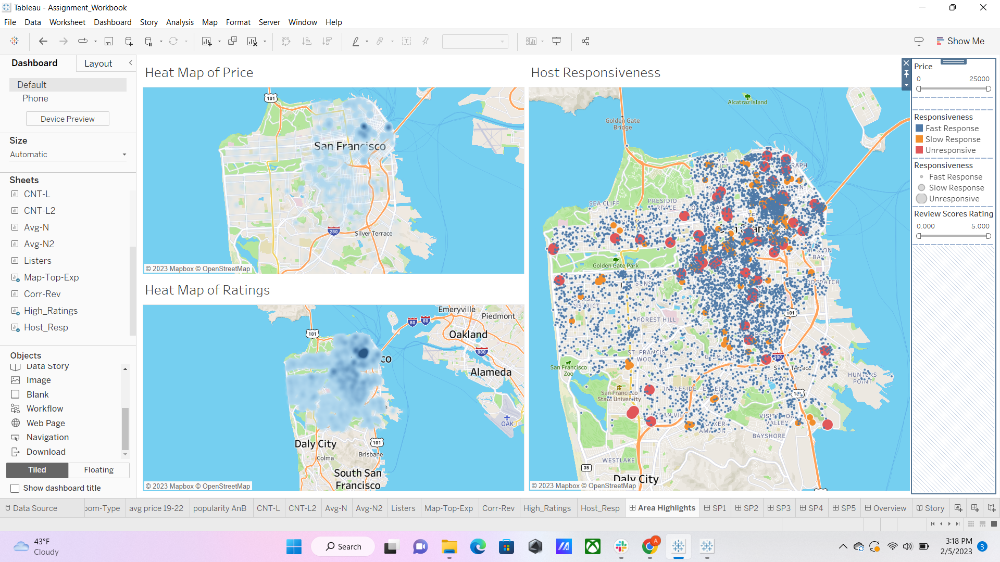 Tableau - Assignment_Workbook
File Data Worksheet Dashboard Story Analysis Map Format Server Window Help
Show Me
Dashboard Layout
Default
Phone
Device Preview
Size
Automatic
Sheets
CNT-L
CNT-L2
Avg-N
Avg-N2
Listers
Map-Top-Exp
Corr-Rev
High_Ratings
Host_Resp
Objects
Data Story
Image
Blank
Workflow
Web Page
Navigation
Download
Tiled Floating
Show dashboard title
Heat Map of Price
101
San Francisco
280
Silver Terrace
© 2023 Mapbox © OpenStreetMap
Heat Map of Ratings
Emeryville
80 80
Piedmont
101
Oakland
880
co
Alameda
OAK
Daly City
101
Colma
Brisbane
South San
Francisco
© 2023 Mapbox © OpenStreetMap
Host Responsiveness
Alcatraz Island
Golden Gate
Bridge
SEA CLIFF
PRESIDIO
MISSION
BAY
Golden Gate Park
101
FOREST HILL
ST. FRANCIS
WOO
280
San Francisco
Zoo
HUNTERS
POINT
San Francisco
State University
VALLEY
BAYSHORE
WESTLAKE
35
Daly City
© 2023 Mapbox © OpenStreetMap
Price
0 25000
Responsiveness
Fast Response
Slow Response
Unresponsive
Responsiveness
Fast Response
Slow Response
Unresponsive
Review Scores Rating
0.000 5.000
Data Source oom-Type avg price 19-22 popularity AnB CNT-L CNT-L2 Avg-N Avg-N2 Listers Map-Top-Exp Corr-Rev High_Ratings Host_Resp Area Highlights SP1 SP2 SP3 SP4 SP5 Overview Story
43°F
Cloudy
Search
A
3:18 PM
2/5/2023
3